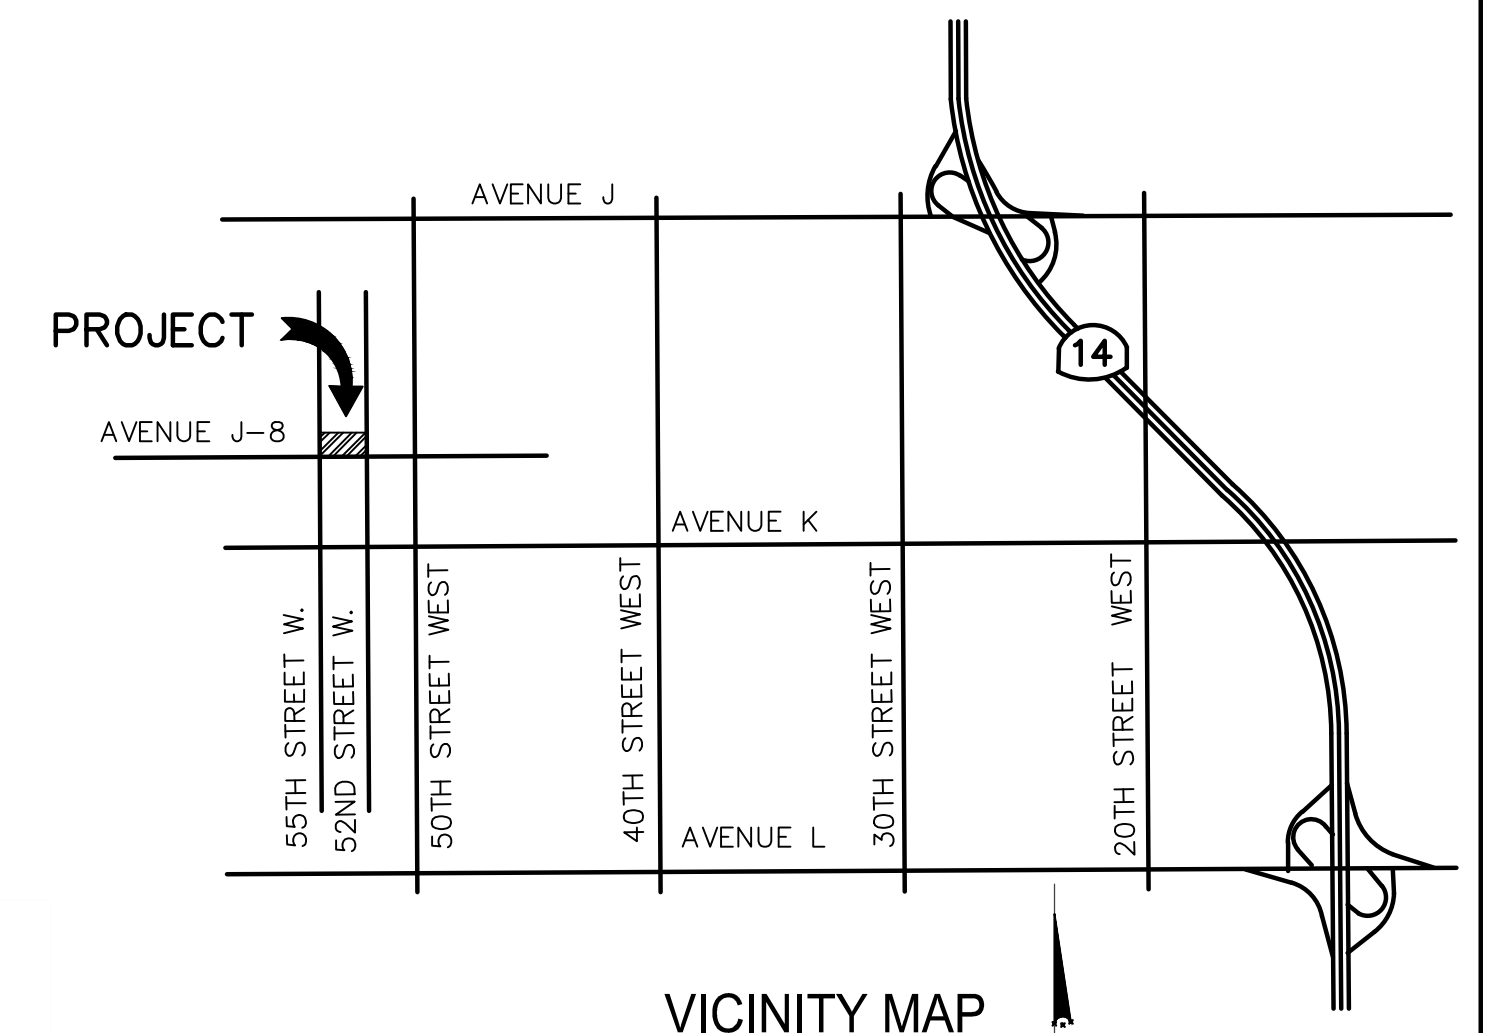 AVENUE J
PROJECT
14
AVENUE J-8
AVENUE K
55TH STREET W.
52ND STREET W.
50TH STREET WEST
40TH STREET WEST
30TH STREET WEST
20TH STREET WEST
AVENUE L
VICINITY MAP